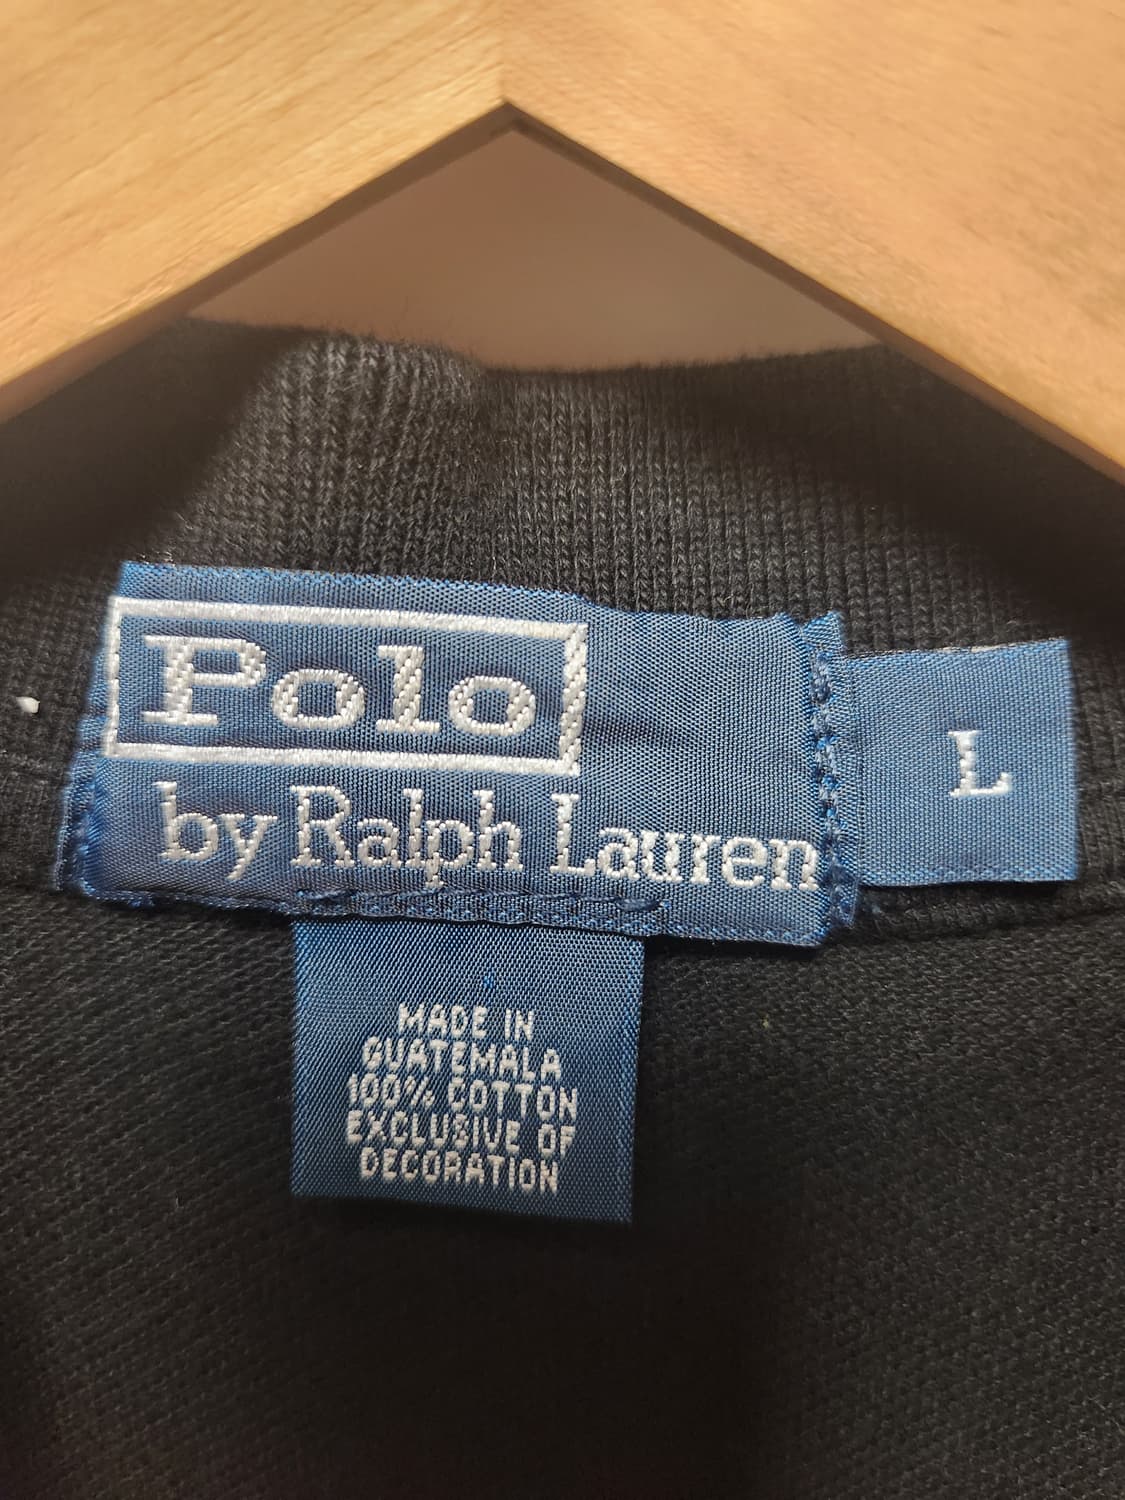 Polo
by Ralph Lauren
L
MADE IN
GUATEMALA
100% COTTON
EXCLUSIVE OF
DECORATION